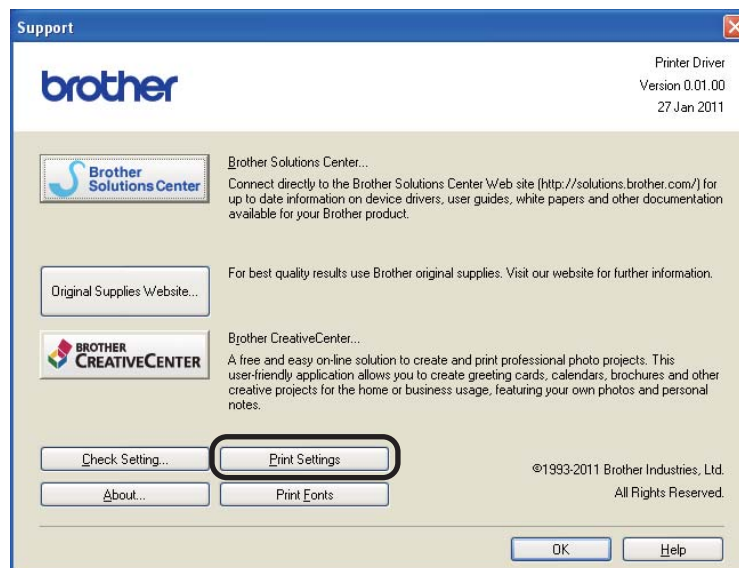 Support
brother
Printer Driver
Version 0.01.00
27 Jan 2011
Brother
Solutions Center
Brother Solutions Center...
Connect directly to the Brother Solutions Center Web site (http://solutions.brother.com/) for
up to date information on device drivers, user guides, white papers and other documentation
available for your Brother product.
Original Supplies Website...
For best quality results use Brother original supplies. Visit our website for further information.
BROTHER
CREATIVECENTER
Brother CreativeCenter...
A free and easy on-line solution to create and print professional photo projects. This
user-friendly application allows you to create greeting cards, calendars, brochures and other
creative projects for the home or business usage, featuring your own photos and personal
notes.
Check Setting...
Print Settings
©1993-2011 Brother Industries, Ltd.
About...
Print Fonts
All Rights Reserved.
OK
Help